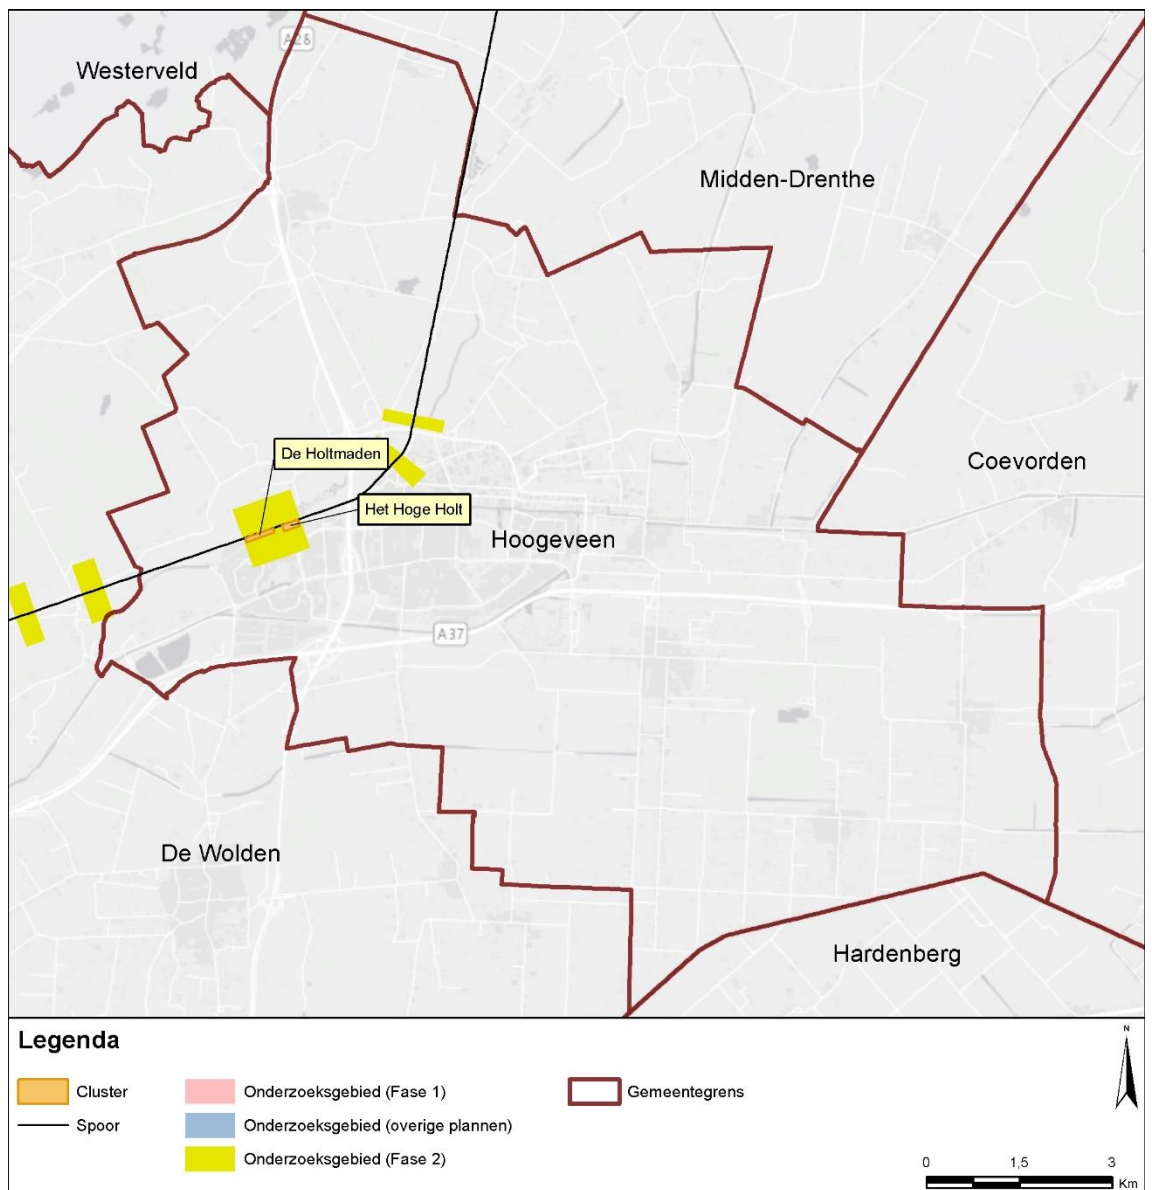 A28
Westerveld
Midden-Drenthe
De Holtmaden
Coevorden
Het Hoge Holt
Hoogeveen
A37
De Wolden
Hardenberg
Legenda
Cluster
Onderzoeksgebied (Fase 1)
Gemeentegrens
Spoor
Onderzoeksgebied (overige plannen)
Onderzoeksgebied (Fase 2)
N
0 1,5 3
Km